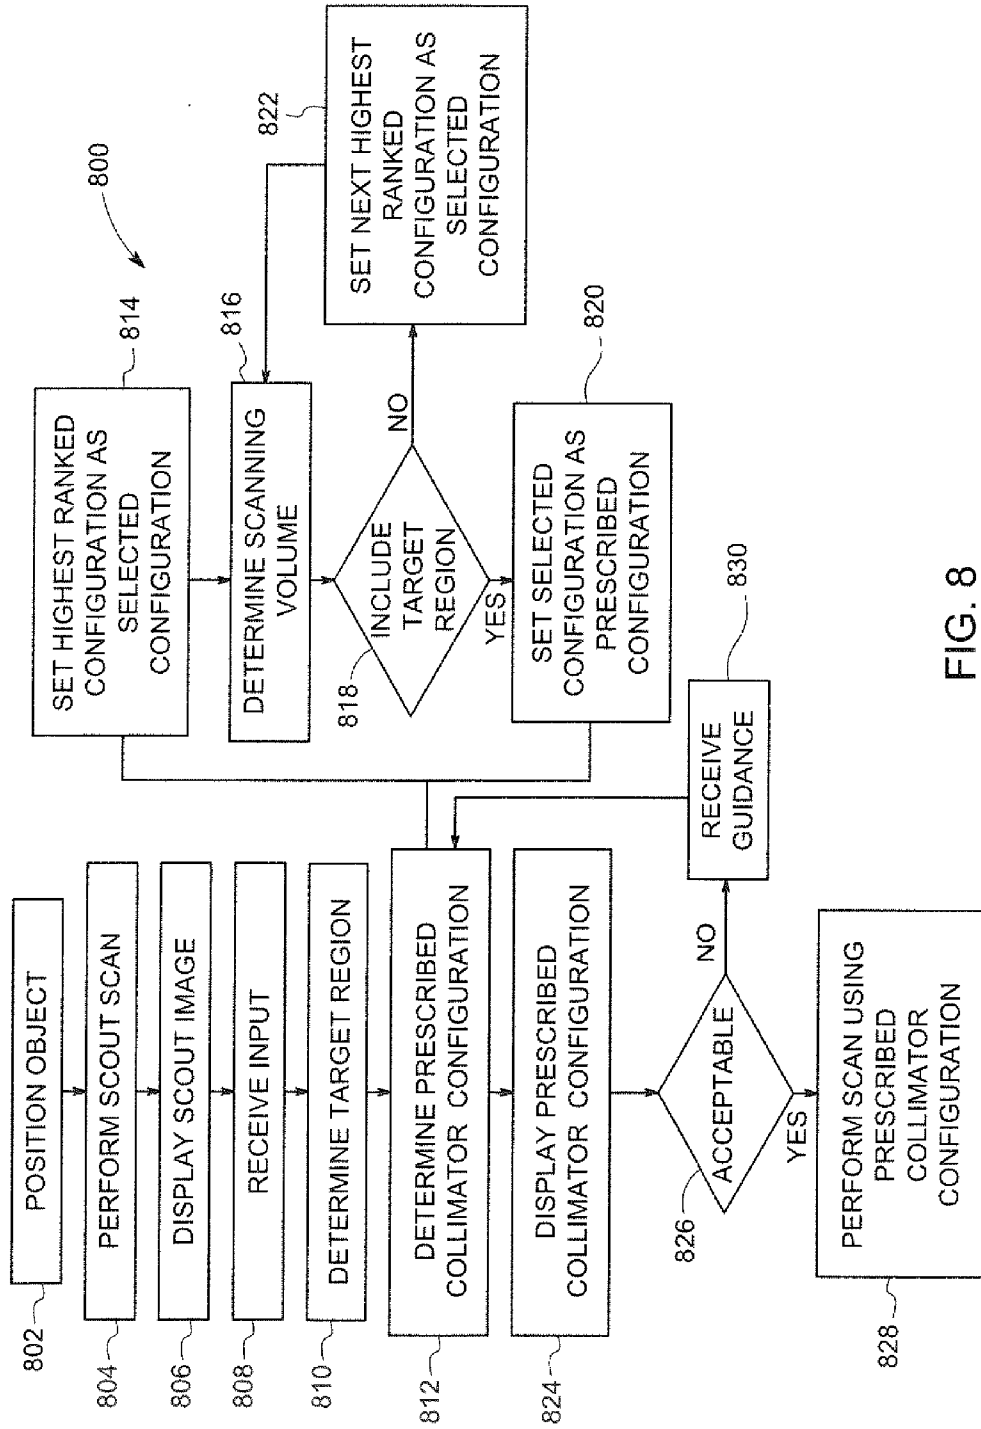 800
802
POSITION OBJECT
804
PERFORM SCOUT SCAN
806
DISPLAY SCOUT IMAGE
808
RECEIVE INPUT
810
DETERMINE TARGET REGION
812
DETERMINE PRESCRIBED
COLLIMATOR CONFIGURATION
814
SET HIGHEST RANKED
CONFIGURATION AS
SELECTED
CONFIGURATION
816
DETERMINE SCANNING
VOLUME
818
INCLUDE
TARGET
REGION
NO
YES
822
SET NEXT HIGHEST
RANKED
CONFIGURATION AS
SELECTED
CONFIGURATION
820
SET SELECTED
CONFIGURATION AS
PRESCRIBED
CONFIGURATION
824
DISPLAY PRESCRIBED
COLLIMATOR CONFIGURATION
826
ACCEPTABLE
NO
YES
830
RECEIVE
GUIDANCE
828
PERFORM SCAN USING
PRESCRIBED
COLLIMATOR
CONFIGURATION
FIG. 8